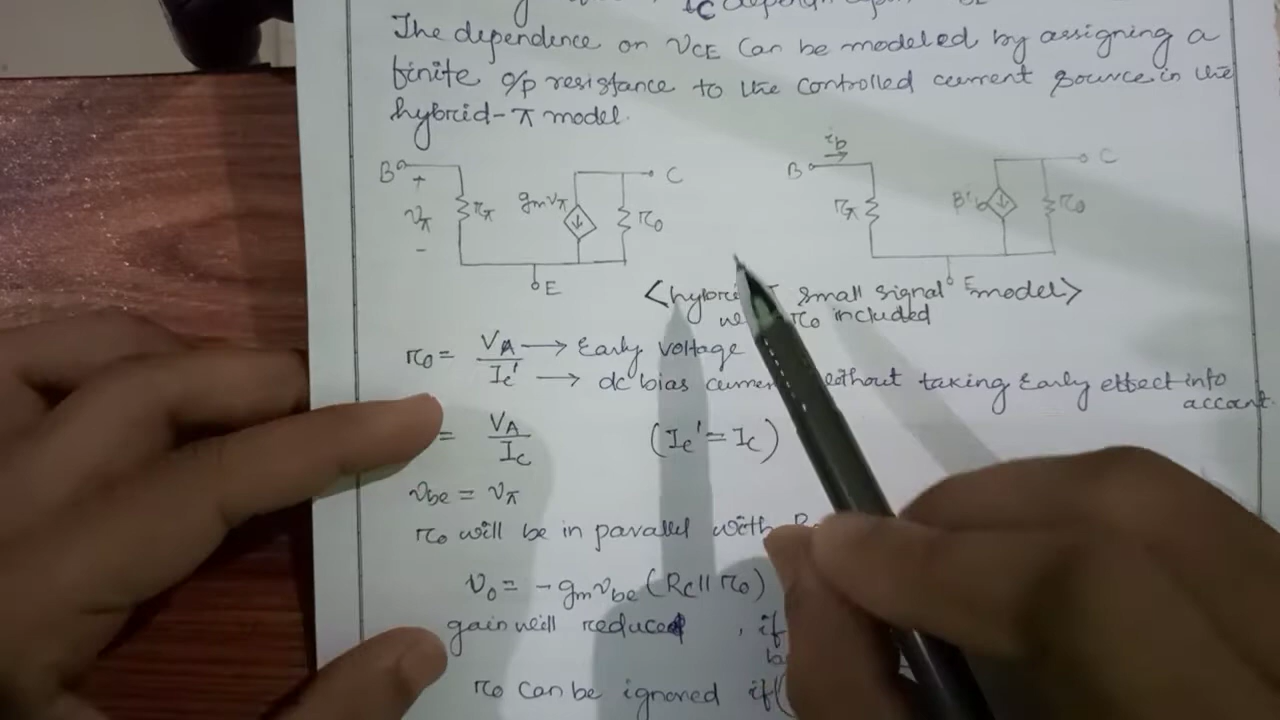 The dependence on VCE can be modeled by assigning a
finite o/p resistance to the controlled current source in the
hybrid-π model.
B + vπ - rπ gmvπ ro C E
ib B rπ βib ro C E
small signal model>
ro included
ro = VA/Ic' → Early voltage
→ dc bias without taking Early effect into
account.
= VA/Ic (Ic' = Ic)
vbe = vπ
ro will be in parallel with
vo = -gmvbe(Rc||ro)
gain will reduced, if
ro can be ignored if(